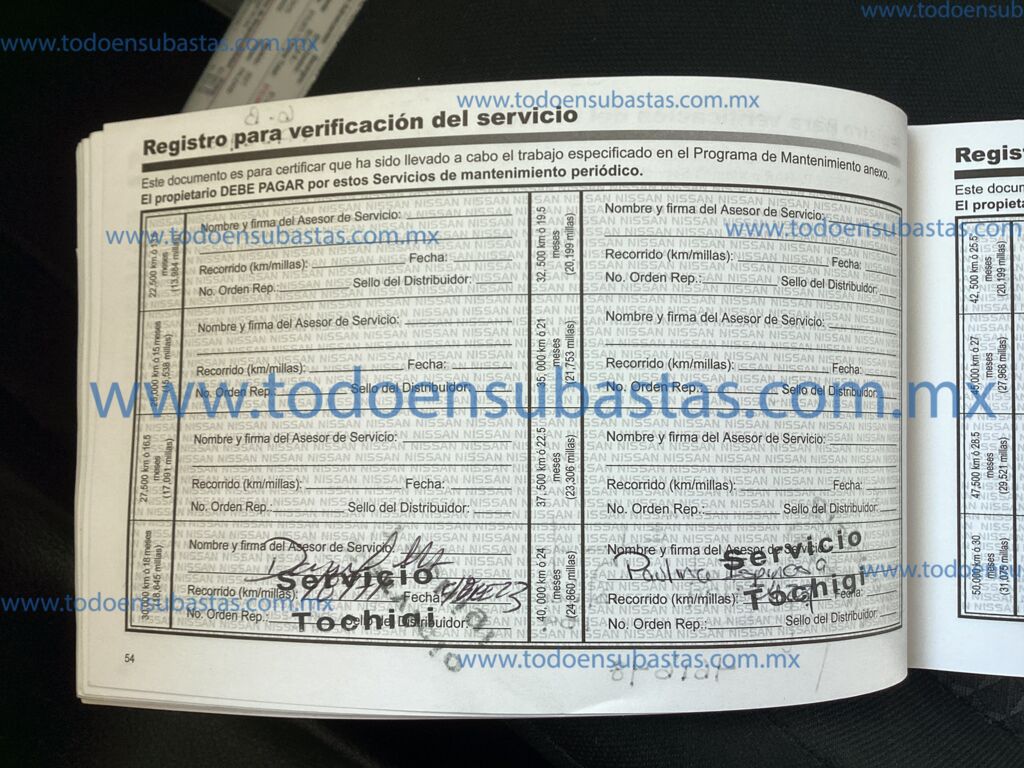 www.todoensubastas.com.mx
www.todoensubastas.com.mx
www.todoensubastas.com.mx
Registro para verificación del servicio
Este documento es para certificar que ha sido llevado a cabo el trabajo especificado en el Programa de Mantenimiento anexo.
El propietario DEBE PAGAR por estos Servicios de mantenimiento periódico.
22,500 km ó 13.5 meses (13,984 millas)
Nombre y firma del Asesor de Servicio:
www.todoensubastas.com.mx
Recorrido (km/millas): Fecha:
No. Orden Rep.: Sello del Distribuidor:
Nombre y firma del Asesor de Servicio:
Recorrido (km/millas): Fecha:
No. Orden Rep. Sello del Distribuidor:
www.todoensubastas.com.mx
27,500 km ó 16.5 meses (17,091 millas)
Nombre y firma del Asesor de Servicio:
Recorrido (km/millas): Fecha:
No. Orden Rep.: Sello del Distribuidor:
Nombre y firma del Asesor de Servicio:
Servicio
Recorrido (km/millas): Fecha:
Tochigi
No. Orden Rep.: Sello del Distribuidor:
www.todoensubastas.com.mx
32, 500 km ó 19.5 meses (20,199 millas)
Nombre y firma del Asesor de Servicio:
www.todoensubastas.com.mx
Recorrido (km/millas): Fecha:
No. Orden Rep.: Sello del Distribuidor:
45, 000 km ó 21 meses (21,753 millas)
Nombre y firma del Asesor de Servicio:
Recorrido (km/millas): Fecha:
No. Orden Rep.: Sello del Distribuidor:
37, 500 km ó 22.5 meses (23,306 millas)
Nombre y firma del Asesor de Servicio:
Recorrido (km/millas): Fecha:
No. Orden Rep.: Sello del Distribuidor:
40, 000 km ó 24 meses (24,860 millas)
Nombre y firma del Asesor de Servicio
Servicio
Recorrido (km/millas): Fecha:
Tochigi
No. Orden Rep.: Sello del Distribuidor:
www.todoensubastas.com.mx
54
www.todoensubastas.com.mx
Regist
Este docum
El propieta
42, 500 km ó 25.5 meses (20,199 millas)
45,000 km ó 27 meses (27,968 millas)
47,500 km ó 28.5 meses (29,521 millas)
50,000 km ó 30 meses (31,075 millas)